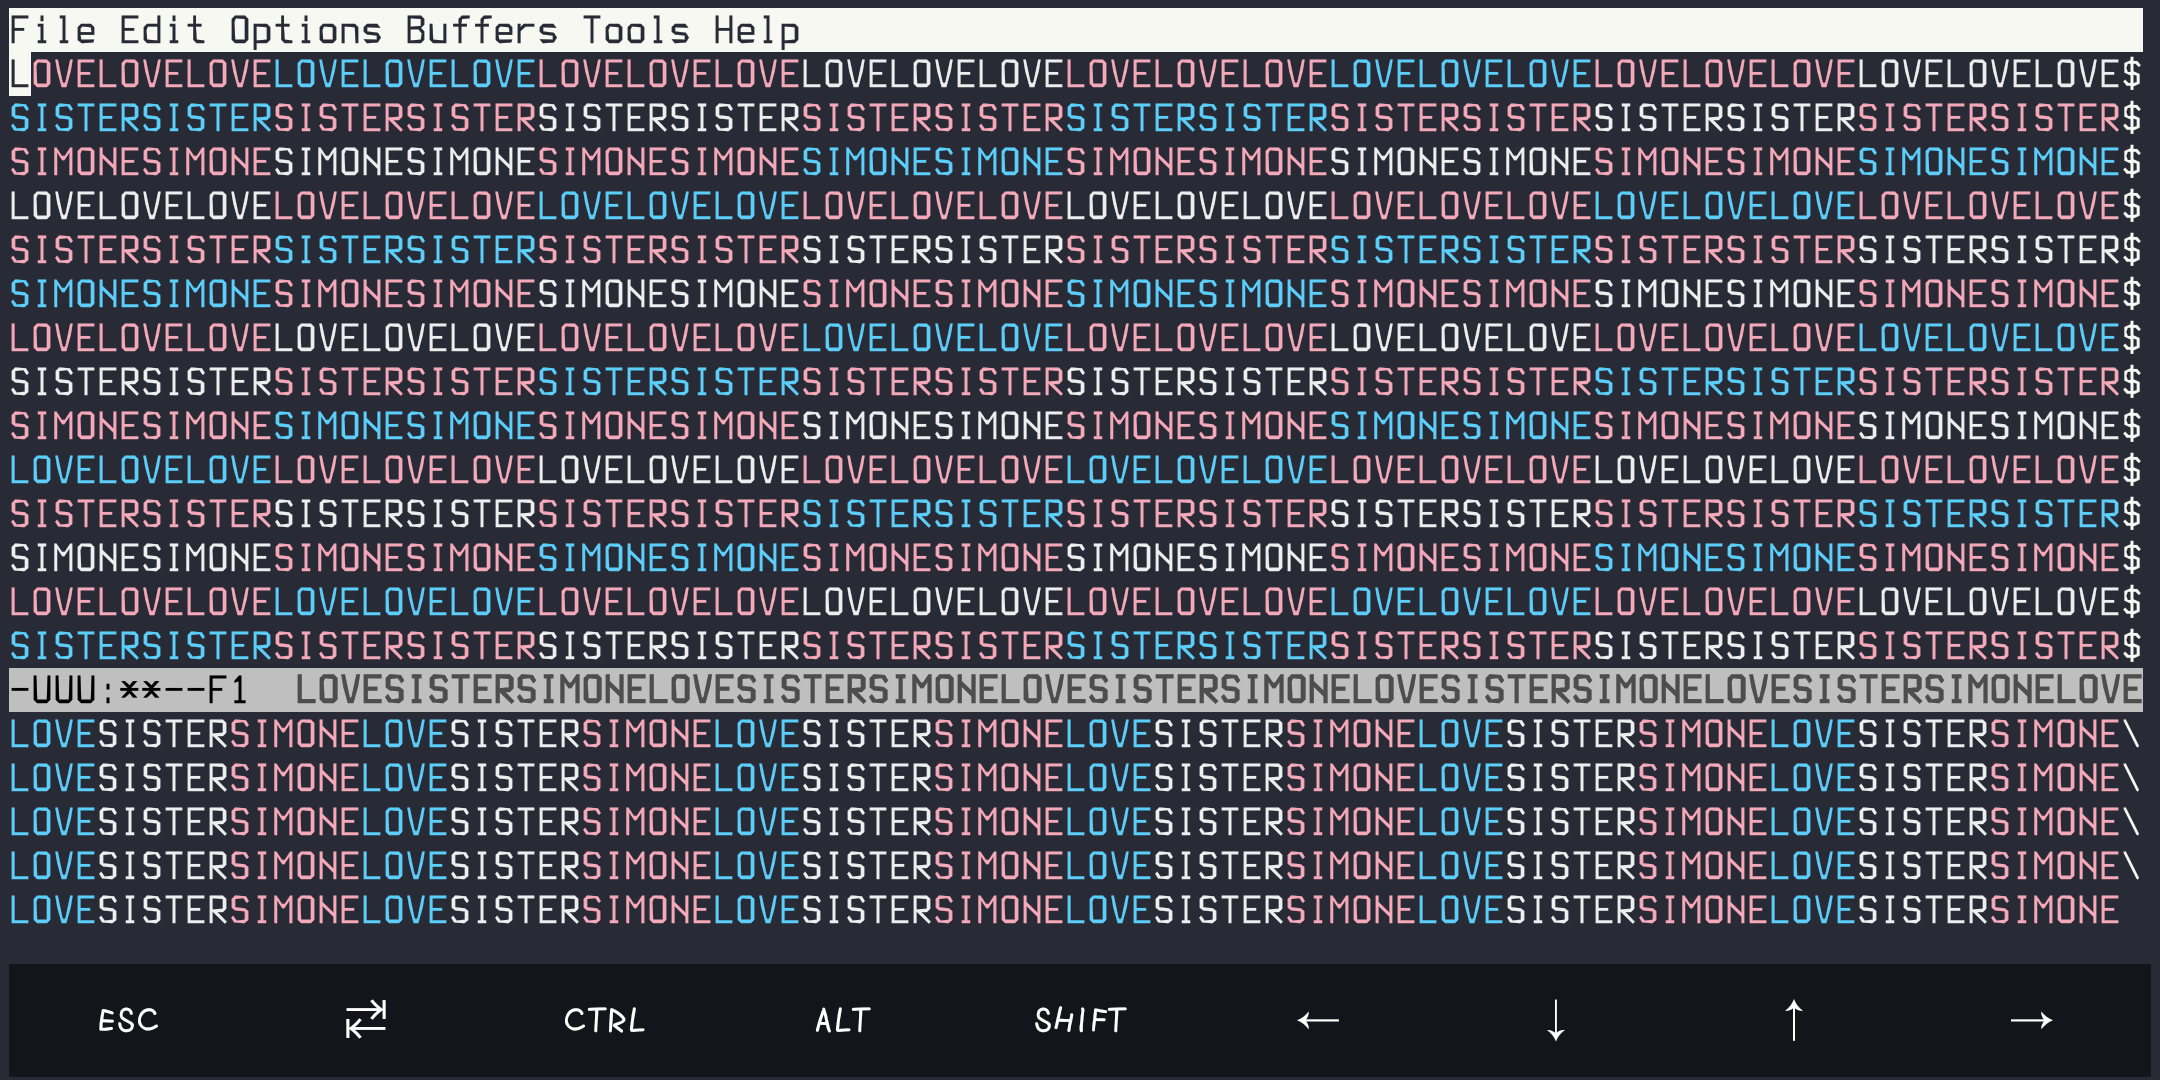 File Edit Options Buffers Tools Help
LOVELOVELOVELOVELOVELOVELOVELOVELOVELOVELOVELOVELOVELOVELOVELOVELOVELOVELOVELOVELOVELOVELOVELOVE$
SISTERSISTERSISTERSISTERSISTERSISTERSISTERSISTERSISTERSISTERSISTERSISTERSISTERSISTERSISTERSISTER$
SIMONESIMONESIMONESIMONESIMONESIMONESIMONESIMONESIMONESIMONESIMONESIMONESIMONESIMONESIMONESIMONE$
LOVELOVELOVELOVELOVELOVELOVELOVELOVELOVELOVELOVELOVELOVELOVELOVELOVELOVELOVELOVELOVELOVELOVELOVE$
SISTERSISTERSISTERSISTERSISTERSISTERSISTERSISTERSISTERSISTERSISTERSISTERSISTERSISTERSISTERSISTER$
SIMONESIMONESIMONESIMONESIMONESIMONESIMONESIMONESIMONESIMONESIMONESIMONESIMONESIMONESIMONESIMONE$
LOVELOVELOVELOVELOVELOVELOVELOVELOVELOVELOVELOVELOVELOVELOVELOVELOVELOVELOVELOVELOVELOVELOVELOVE$
SISTERSISTERSISTERSISTERSISTERSISTERSISTERSISTERSISTERSISTERSISTERSISTERSISTERSISTERSISTERSISTER$
SIMONESIMONESIMONESIMONESIMONESIMONESIMONESIMONESIMONESIMONESIMONESIMONESIMONESIMONESIMONESIMONE$
LOVELOVELOVELOVELOVELOVELOVELOVELOVELOVELOVELOVELOVELOVELOVELOVELOVELOVELOVELOVELOVELOVELOVELOVE$
SISTERSISTERSISTERSISTERSISTERSISTERSISTERSISTERSISTERSISTERSISTERSISTERSISTERSISTERSISTERSISTER$
SIMONESIMONESIMONESIMONESIMONESIMONESIMONESIMONESIMONESIMONESIMONESIMONESIMONESIMONESIMONESIMONE$
LOVELOVELOVELOVELOVELOVELOVELOVELOVELOVELOVELOVELOVELOVELOVELOVELOVELOVELOVELOVELOVELOVELOVELOVE$
SISTERSISTERSISTERSISTERSISTERSISTERSISTERSISTERSISTERSISTERSISTERSISTERSISTERSISTERSISTERSISTER$
-UUU:**--F1  LOVESISTERSIMONELOVESISTERSIMONELOVESISTERSIMONELOVESISTERSIMONELOVESISTERSIMONELOVE
LOVESISTERSIMONELOVESISTERSIMONELOVESISTERSIMONELOVESISTERSIMONELOVESISTERSIMONELOVESISTERSIMONE\
LOVESISTERSIMONELOVESISTERSIMONELOVESISTERSIMONELOVESISTERSIMONELOVESISTERSIMONELOVESISTERSIMONE\
LOVESISTERSIMONELOVESISTERSIMONELOVESISTERSIMONELOVESISTERSIMONELOVESISTERSIMONELOVESISTERSIMONE\
LOVESISTERSIMONELOVESISTERSIMONELOVESISTERSIMONELOVESISTERSIMONELOVESISTERSIMONELOVESISTERSIMONE\
LOVESISTERSIMONELOVESISTERSIMONELOVESISTERSIMONELOVESISTERSIMONELOVESISTERSIMONELOVESISTERSIMONE
ESC ↹ CTRL ALT SHIFT ← ↓ ↑ →